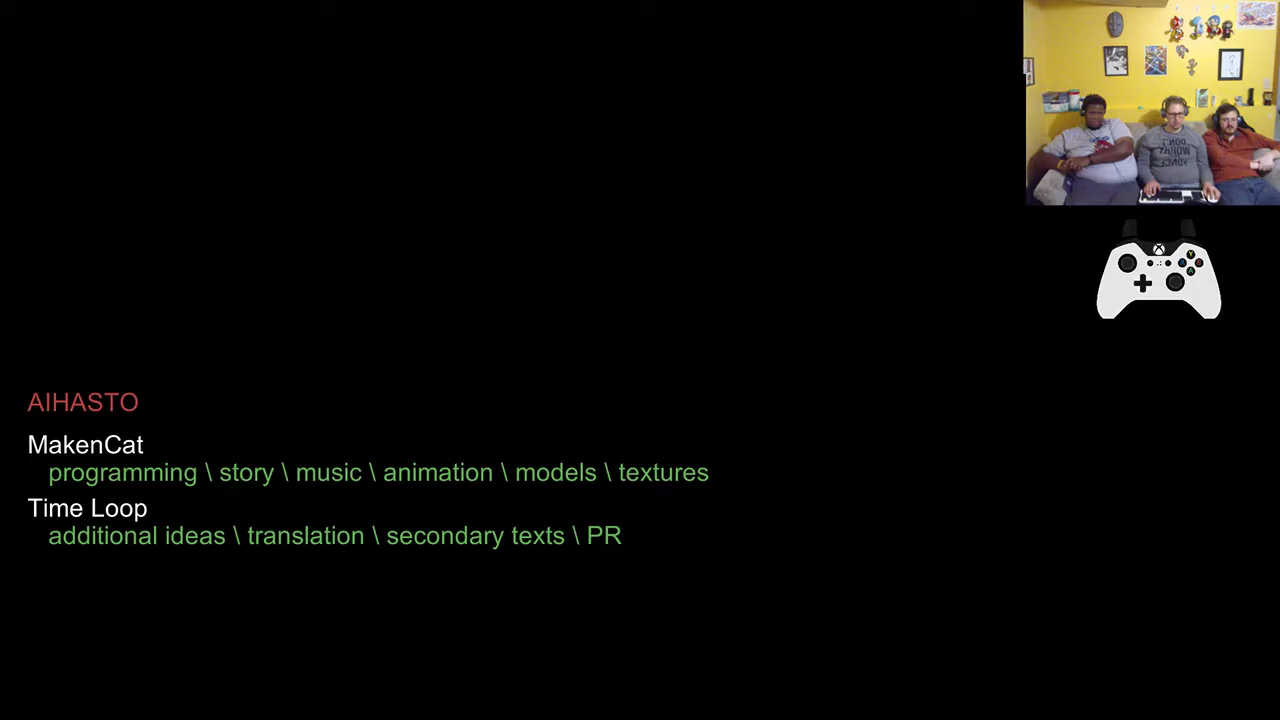 AIHASTO
MakenCat
programming \ story \ music \ animation \ models \ textures
Time Loop
additional ideas \ translation \ secondary texts \ PR